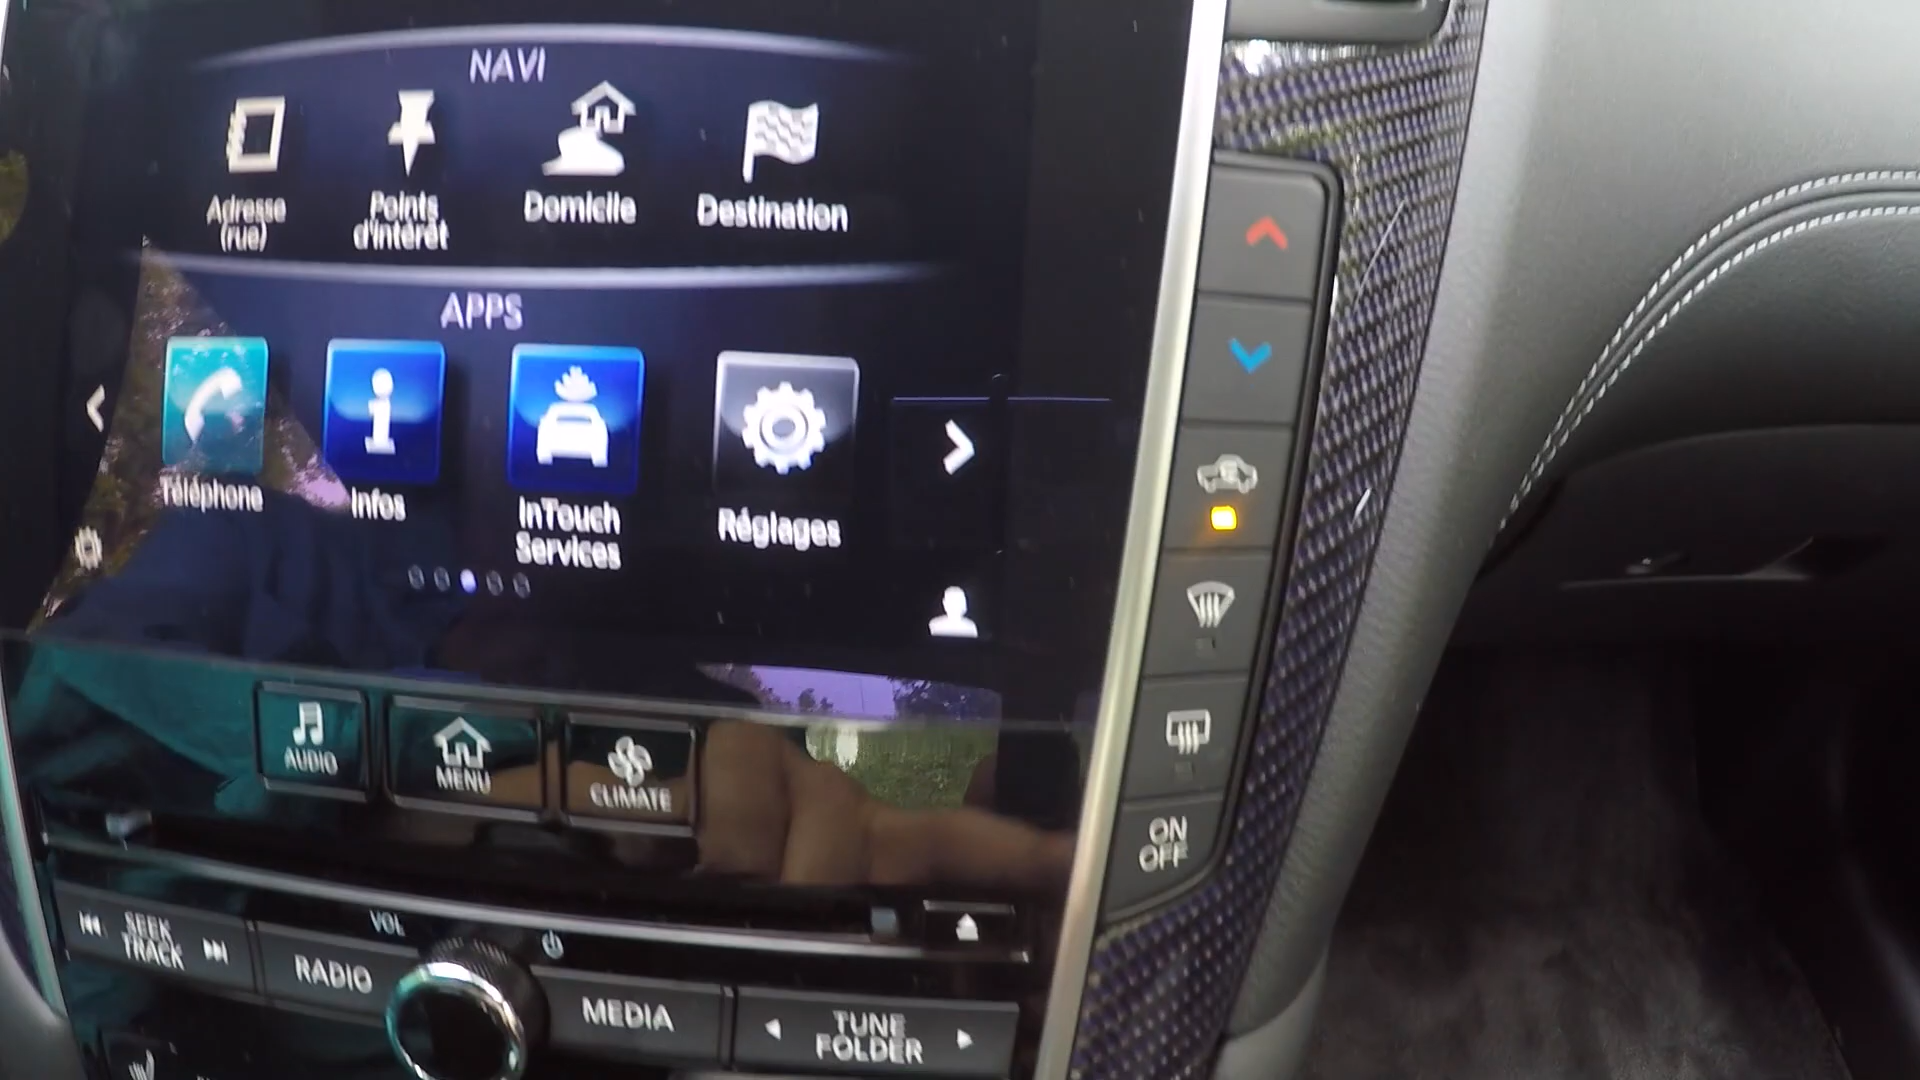 NAVI
Adresse
(rue)
Points
d'intérêt
Domicile
Destination
APPS
Téléphone
Infos
InTouch
Services
Réglages
AUDIO
MENU
CLIMATE
ON
OFF
SEEK
TRACK
VOL
RADIO
MEDIA
TUNE
FOLDER